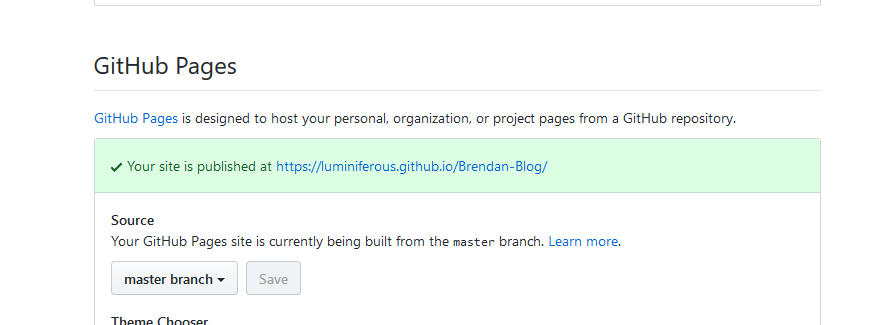 GitHub Pages
GitHub Pages is designed to host your personal, organization, or project pages from a GitHub repository.
✓ Your site is published at https://luminiferous.github.io/Brendan-Blog/
Source
Your GitHub Pages site is currently being built from the master branch. Learn more.
master branch Save
Theme Chooser